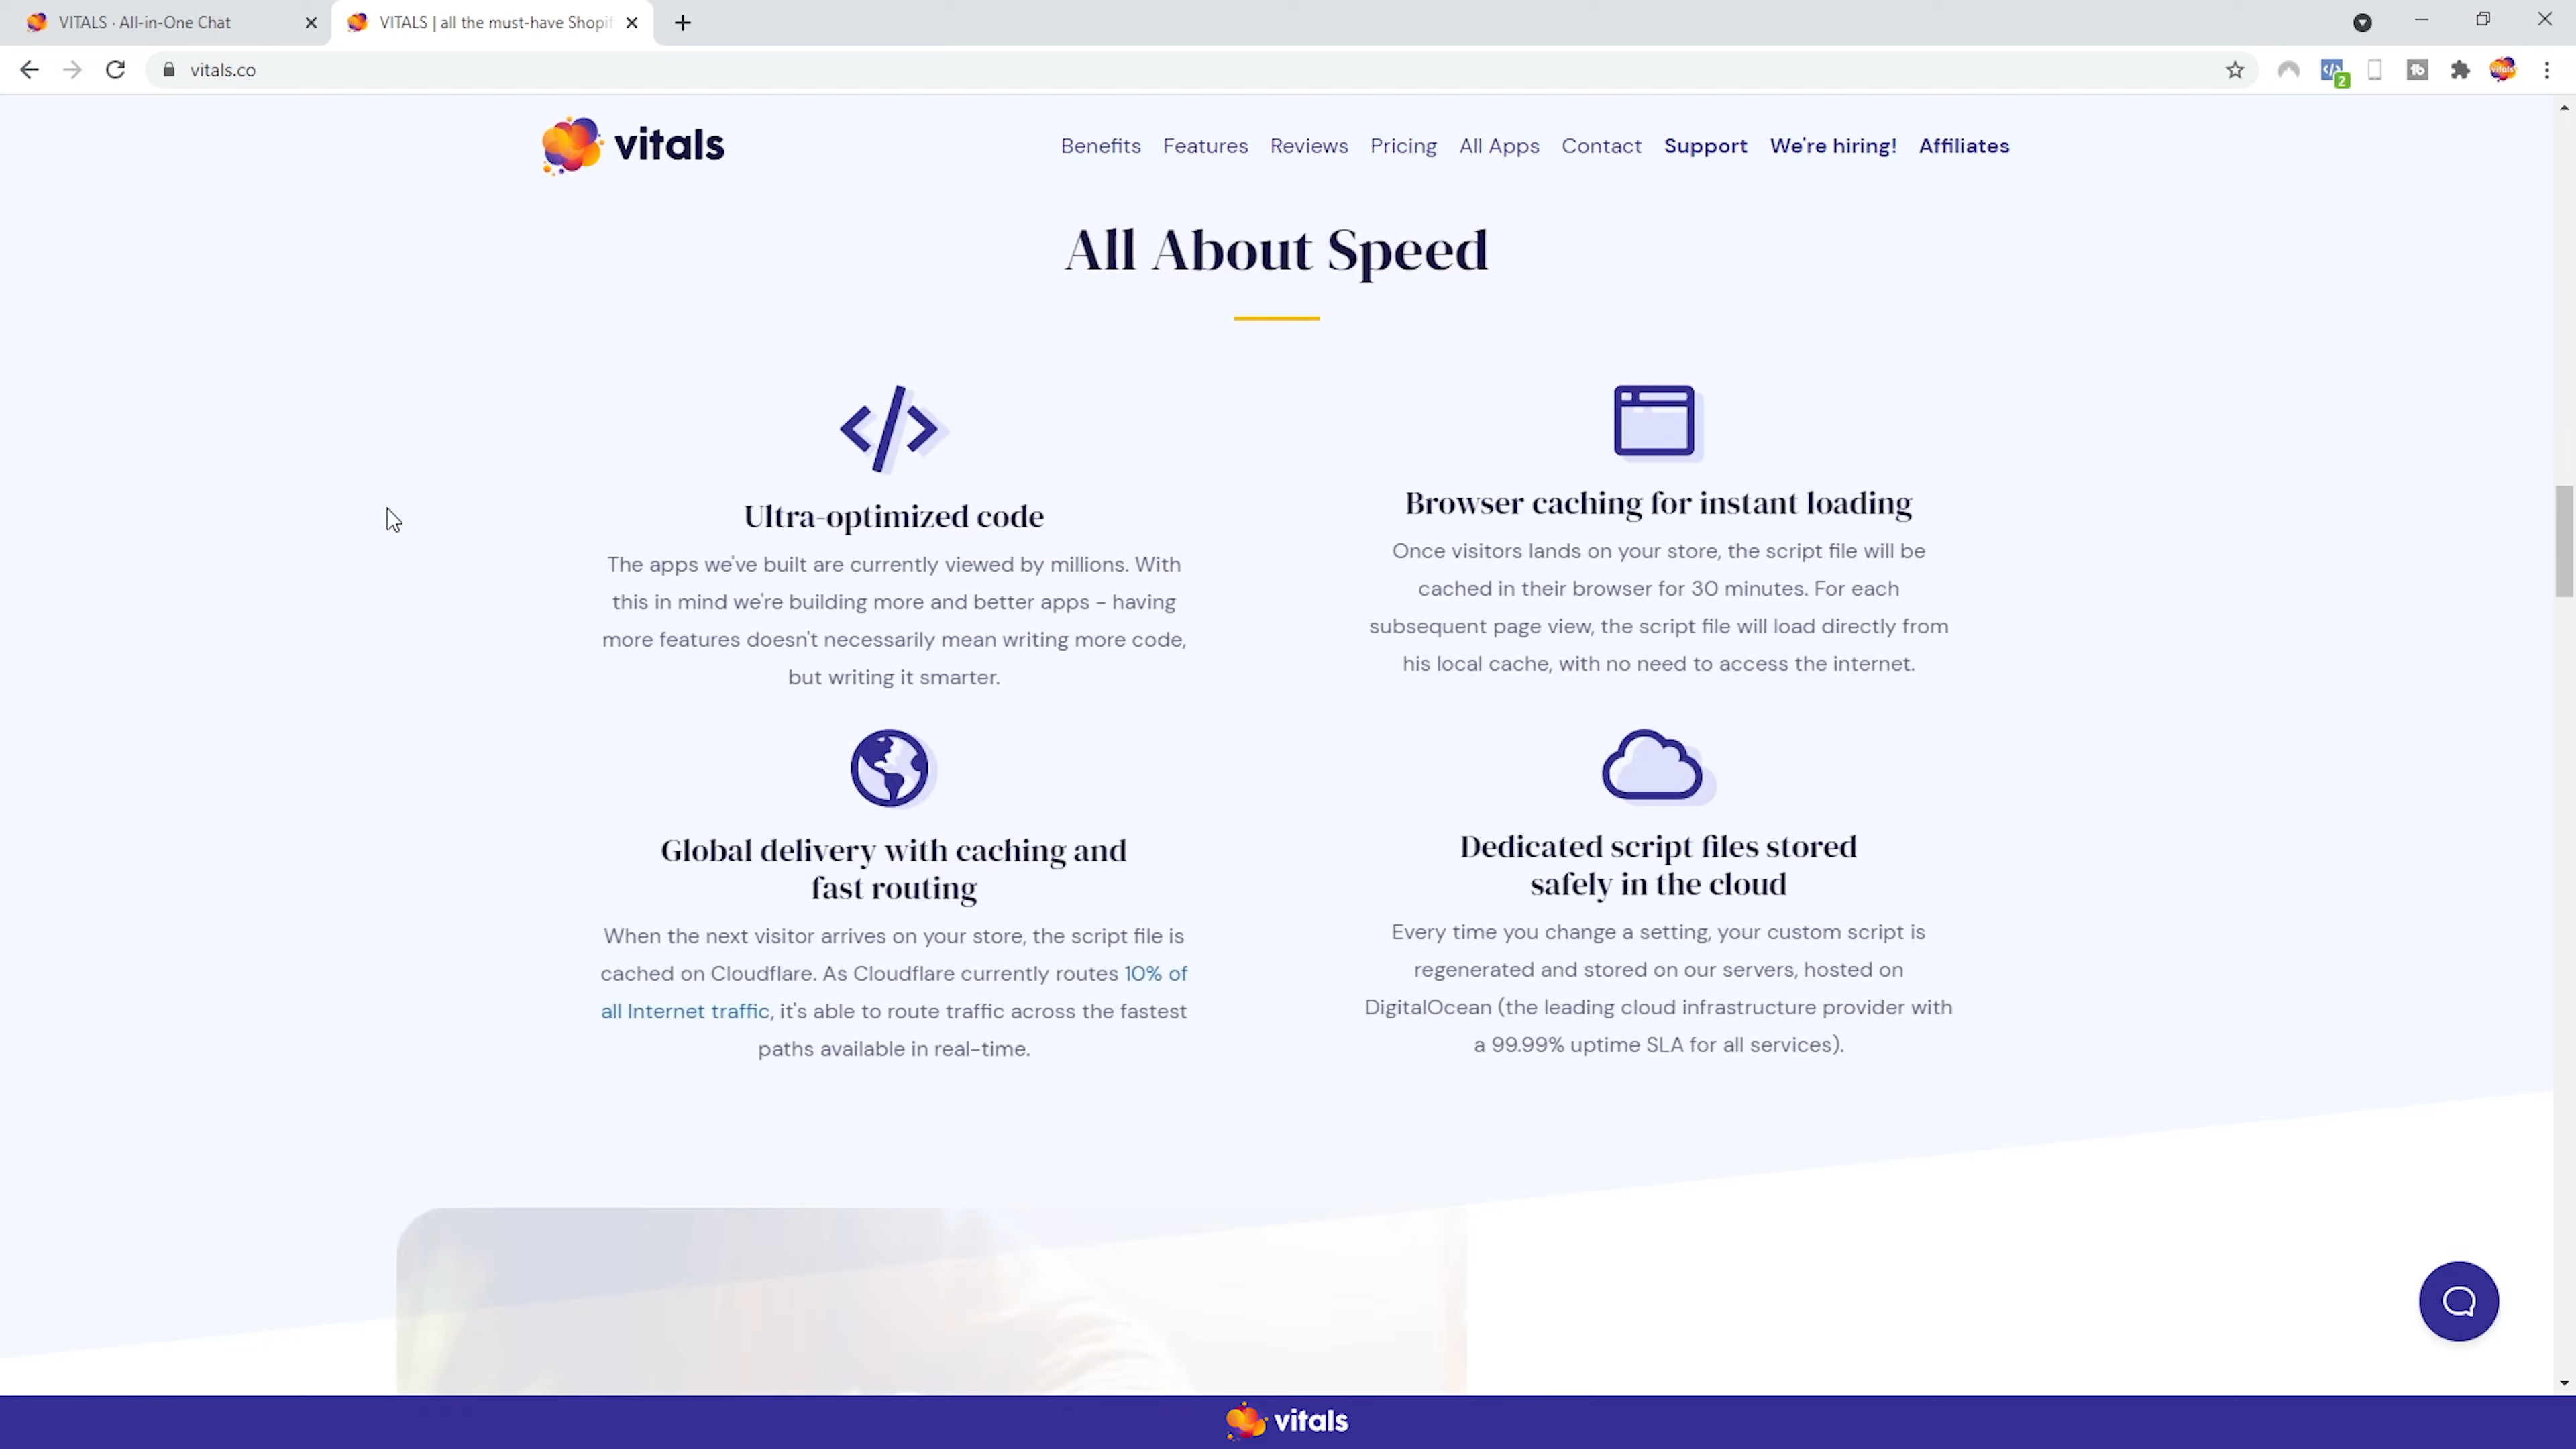 VITALS · All-in-One Chat
VITALS | all the must-have Shopif
vitals.co
2
vitals
vitals
Benefits Features Reviews Pricing All Apps Contact Support We're hiring! Affiliates
All About Speed
Ultra-optimized code
The apps we've built are currently viewed by millions. With
this in mind we're building more and better apps - having
more features doesn't necessarily mean writing more code,
but writing it smarter.
Browser caching for instant loading
Once visitors lands on your store, the script file will be
cached in their browser for 30 minutes. For each
subsequent page view, the script file will load directly from
his local cache, with no need to access the internet.
Global delivery with caching and
fast routing
When the next visitor arrives on your store, the script file is
cached on Cloudflare. As Cloudflare currently routes 10% of
all Internet traffic, it's able to route traffic across the fastest
paths available in real-time.
Dedicated script files stored
safely in the cloud
Every time you change a setting, your custom script is
regenerated and stored on our servers, hosted on
DigitalOcean (the leading cloud infrastructure provider with
a 99.99% uptime SLA for all services).
vitals